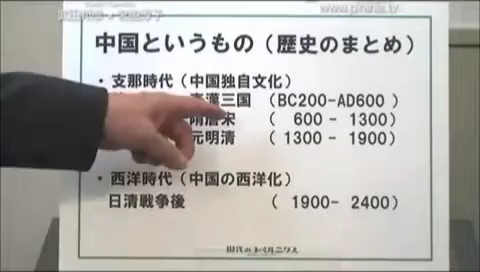 www.pirania.tv
中国というもの（歴史のまとめ）
・支那時代（中国独自文化）
秦漢三国 （BC200-AD600 ）
隋唐宋 （ 600 - 1300）
元明清 （1300 - 1900）
・西洋時代（中国の西洋化）
日清戦争後 （ 1900- 2400）
現代のコペルニクス